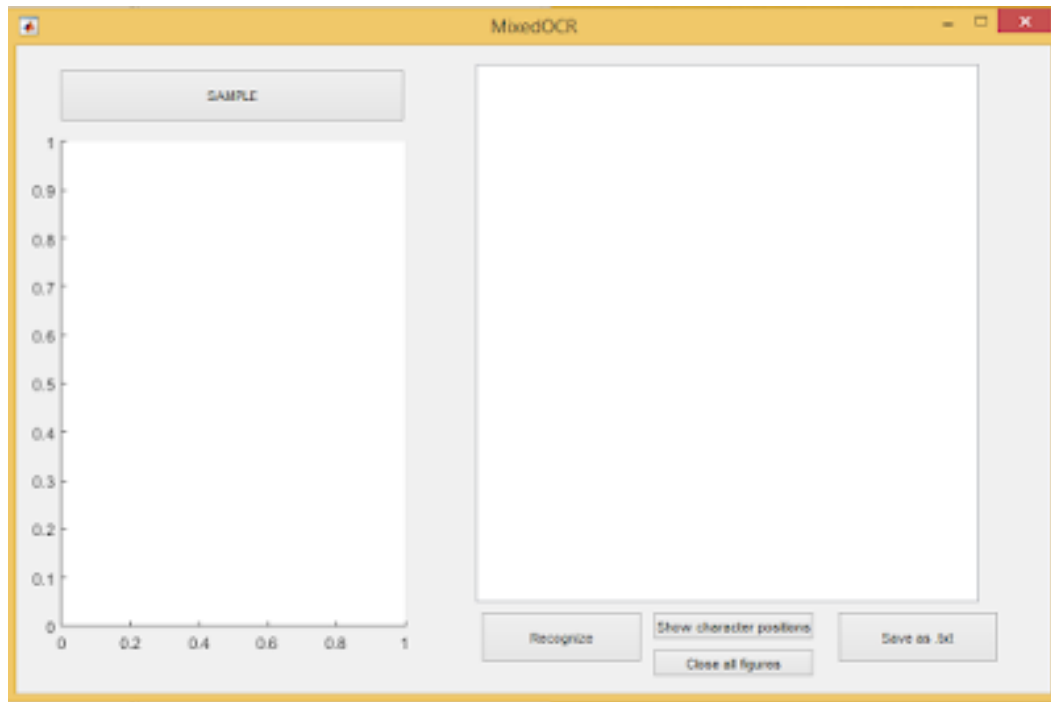 MixedOCR
SAMPLE
1
0.9
0.8
0.7
0.6
0.5
0.4
0.3
0.2
0.1
0
0 0.2 0.4 0.6 0.8 1
Recognize
Show character positions
Close all figures
Save as .txt